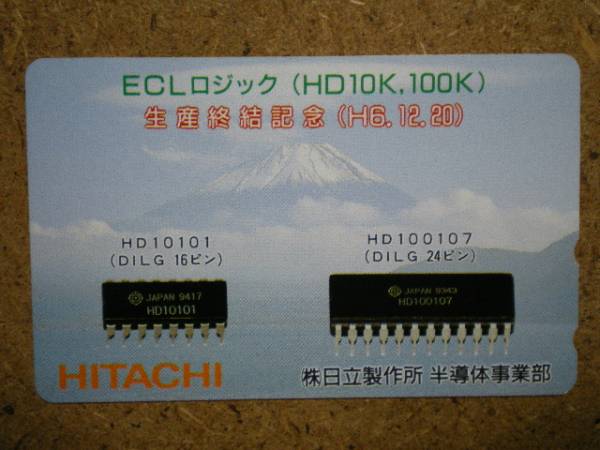 ECLロジック（HD10K,100K）
生産終結記念（H6.12.20）
HD10101
（DILG 16ピン）
HD100107
（DILG 24ピン）
JAPAN 9417
HD10101
JAPAN 9343
HD100107
HITACHI
㈱日立製作所 半導体事業部